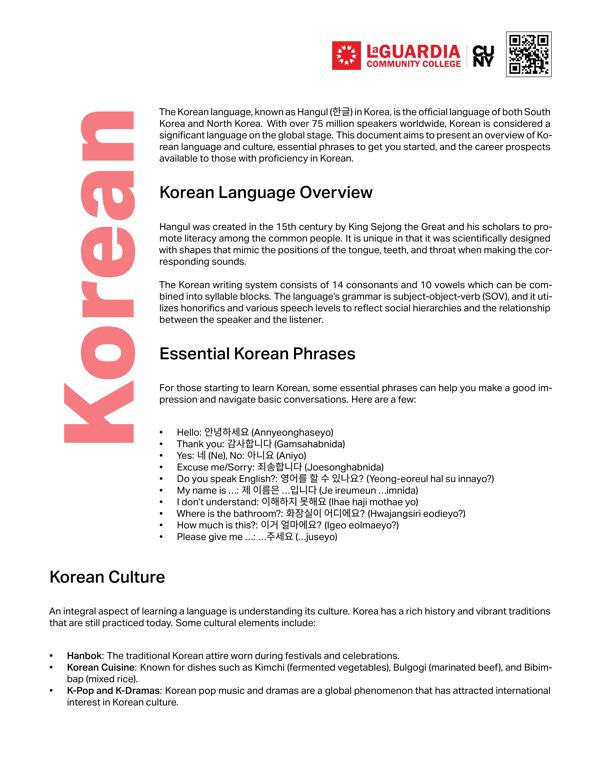 LaGUARDIA
COMMUNITY COLLEGE
CU
NY
Korean
The Korean language, known as Hangul (한글) in Korea, is the official language of both South
Korea and North Korea. With over 75 million speakers worldwide, Korean is considered a
significant language on the global stage. This document aims to present an overview of Ko-
rean language and culture, essential phrases to get you started, and the career prospects
available to those with proficiency in Korean.
Korean Language Overview
Hangul was created in the 15th century by King Sejong the Great and his scholars to pro-
mote literacy among the common people. It is unique in that it was scientifically designed
with shapes that mimic the positions of the tongue, teeth, and throat when making the cor-
responding sounds.
The Korean writing system consists of 14 consonants and 10 vowels which can be com-
bined into syllable blocks. The language's grammar is subject-object-verb (SOV), and it uti-
lizes honorifics and various speech levels to reflect social hierarchies and the relationship
between the speaker and the listener.
Essential Korean Phrases
For those starting to learn Korean, some essential phrases can help you make a good im-
pression and navigate basic conversations. Here are a few:
• Hello: 안녕하세요 (Annyeonghaseyo)
• Thank you: 감사합니다 (Gamsahabnida)
• Yes: 네 (Ne), No: 아니요 (Aniyo)
• Excuse me/Sorry: 죄송합니다 (Joesonghabnida)
• Do you speak English?: 영어를 할 수 있나요? (Yeong-eoreul hal su innayo?)
• My name is ...: 제 이름은 ...입니다 (Je ireumeun ...imnida)
• I don't understand: 이해하지 못해요 (Ihae haji mothae yo)
• Where is the bathroom?: 화장실이 어디에요? (Hwajangsiri eodieyo?)
• How much is this?: 이거 얼마에요? (Igeo eolmaeyo?)
• Please give me ...: ...주세요 (...juseyo)
Korean Culture
An integral aspect of learning a language is understanding its culture. Korea has a rich history and vibrant traditions
that are still practiced today. Some cultural elements include:
• Hanbok: The traditional Korean attire worn during festivals and celebrations.
• Korean Cuisine: Known for dishes such as Kimchi (fermented vegetables), Bulgogi (marinated beef), and Bibim-
bap (mixed rice).
• K-Pop and K-Dramas: Korean pop music and dramas are a global phenomenon that has attracted international
interest in Korean culture.